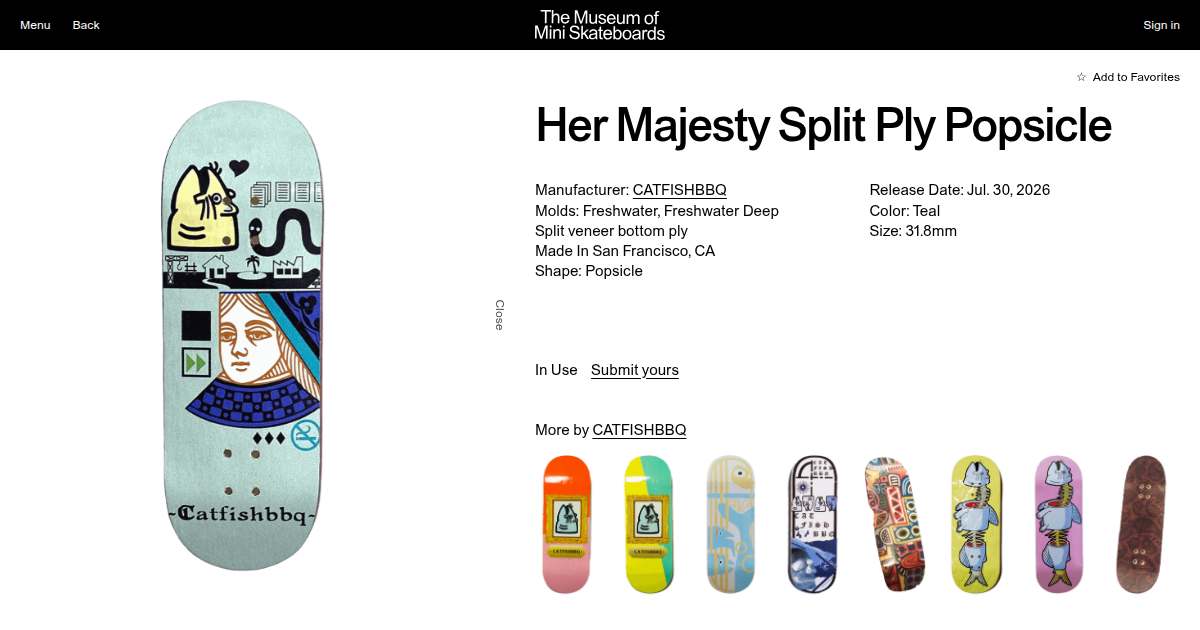 Menu
Back
The Museum of
Mini Skateboards
Sign in
☆ Add to Favorites
Her Majesty Split Ply Popsicle
Manufacturer: CATFISHBBQ
Molds: Freshwater, Freshwater Deep
Split veneer bottom ply
Made In San Francisco, CA
Shape: Popsicle
Release Date: Jul. 30, 2026
Color: Teal
Size: 31.8mm
Close
In Use
Submit yours
More by CATFISHBBQ
~Catfishbbq~
CATFISHBBQ
CATFISHBBQ